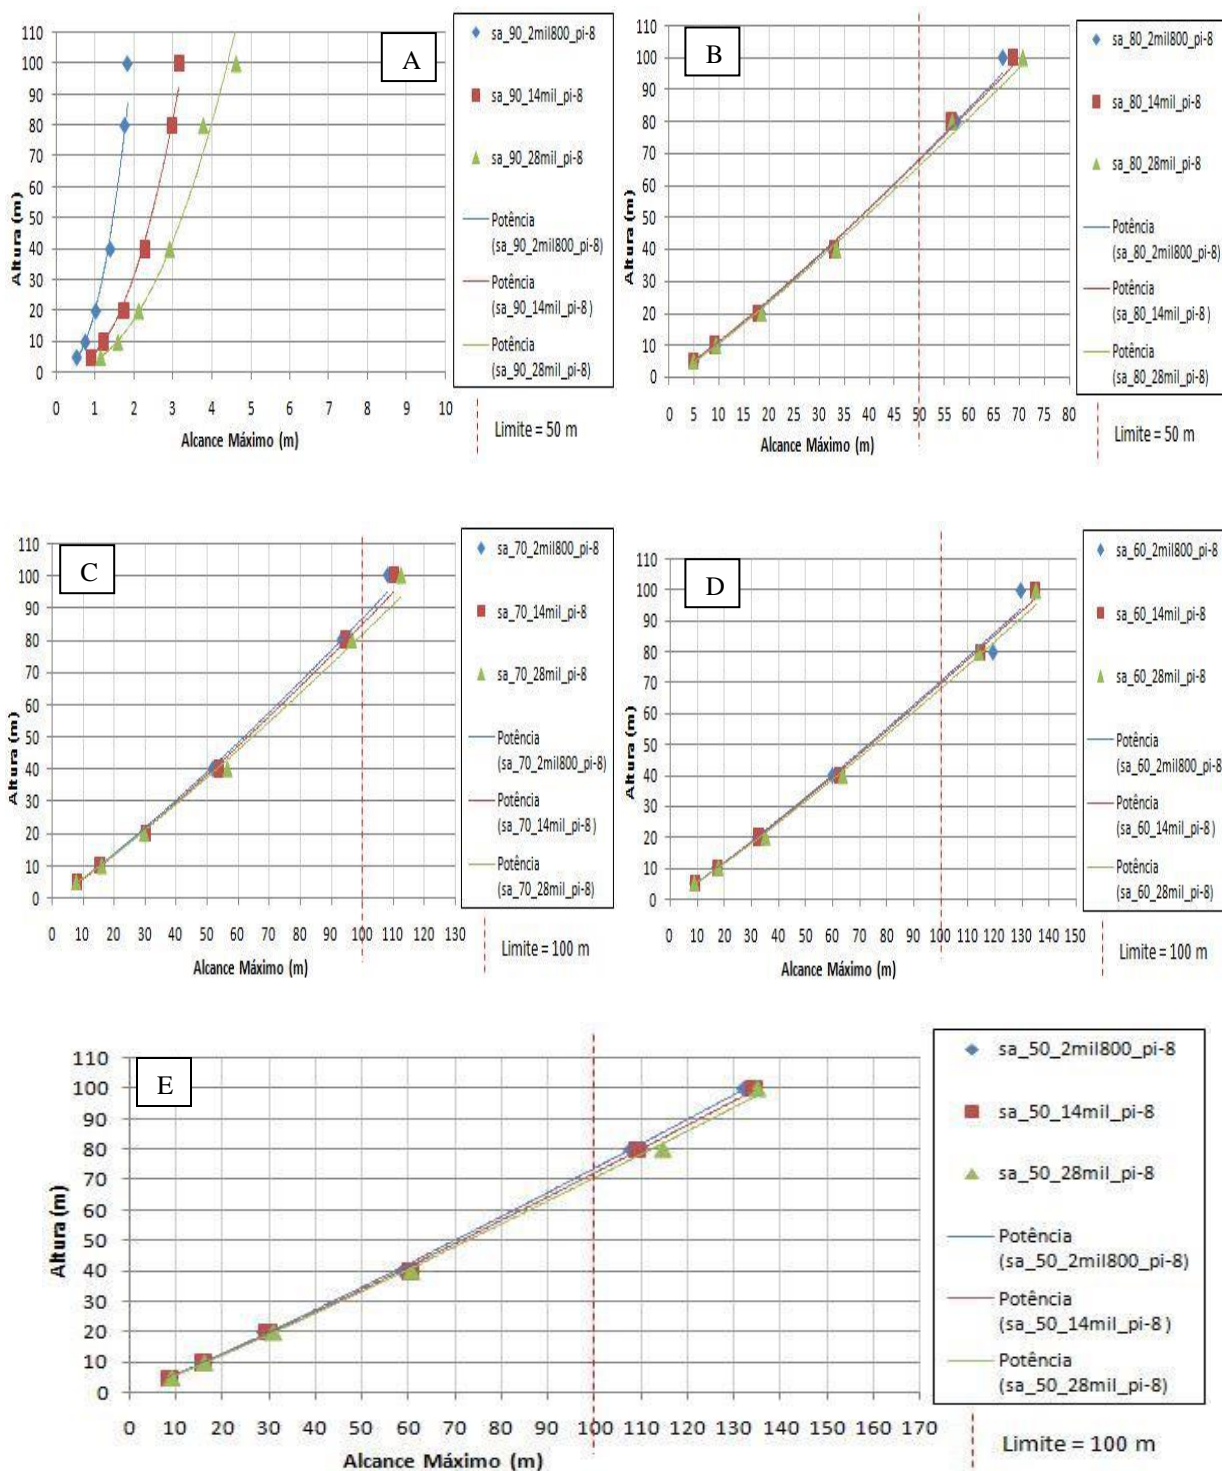 110
100
90
80
70
60
50
40
30
20
10
0
Altura (m)
A
0 1 2 3 4 5 6 6 8 9 10
Alcance Máximo (m)
sa_90_2mil800_pi-8
sa_90_14mil_pi-8
sa_90_28mil_pi-8
Potência
(sa_90_2mil800_pi-8)
Potência
(sa_90_14mil_pi-8 )
Potência
(sa_90_28mil_pi-8)
Limite = 50 m
110
100
90
80
70
60
50
40
30
20
10
0
Altura (m)
B
0 5 10 15 20 25 30 35 35 45 50 55 60 65 70 75 80
Alcance Máximo (m)
sa_80_2mil800_pi-8
sa_80_14mil_pi-8
sa_80_28mil_pi-8
Potência
(sa_80_2mil800_pi-8)
Potência
(sa_80_14mil_pi-8)
Potência
(sa_80_28mil_pi-8)
Limite = 50 m
110
100
90
80
70
60
50
40
30
20
10
0
Altura (m)
C
0 10 20 30 40 50 60 70 80 90 100 110 120 130
Alcance Máximo (m)
sa_70_2mil800_pi-8
sa_70_14mil_pi-8
sa_70_28mil_pi-8
Potência
(sa_70_2mil800_pi-8)
Potência
(sa_70_14mil_pi-8 )
Potência
(sa_70_28mil_pi-8)
Limite = 100 m
110
100
90
80
70
60
50
40
30
20
10
0
Altura (m)
D
0 10 20 30 40 50 60 70 80 90 100 110 120 130 140 150
Alcance Máximo (m)
sa_60_2mil800_pi-8
sa_60_14mil_pi-8
sa_60_28mil_pi-8
Potência
(sa_60_2mil800_pi-8
Potência
(sa_60_14mil_pi-8 )
Potência
(sa_60_28mil_pi-8)
Limite = 100 m
110
100
90
80
70
60
50
40
30
20
10
0
Altura (m)
E
0 10 20 30 40 50 60 70 80 90 100 110 120 130 140 150 160 170
Alcance Máximo (m)
sa_50_2mil800_pi-8
sa_50_14mil_pi-8
sa_50_28mil_pi-8
Potência
(sa_50_2mil800_pi-8)
Potência
(sa_50_14mil_pi-8 )
Potência
(sa_50_28mil_pi-8)
Limite = 100 m